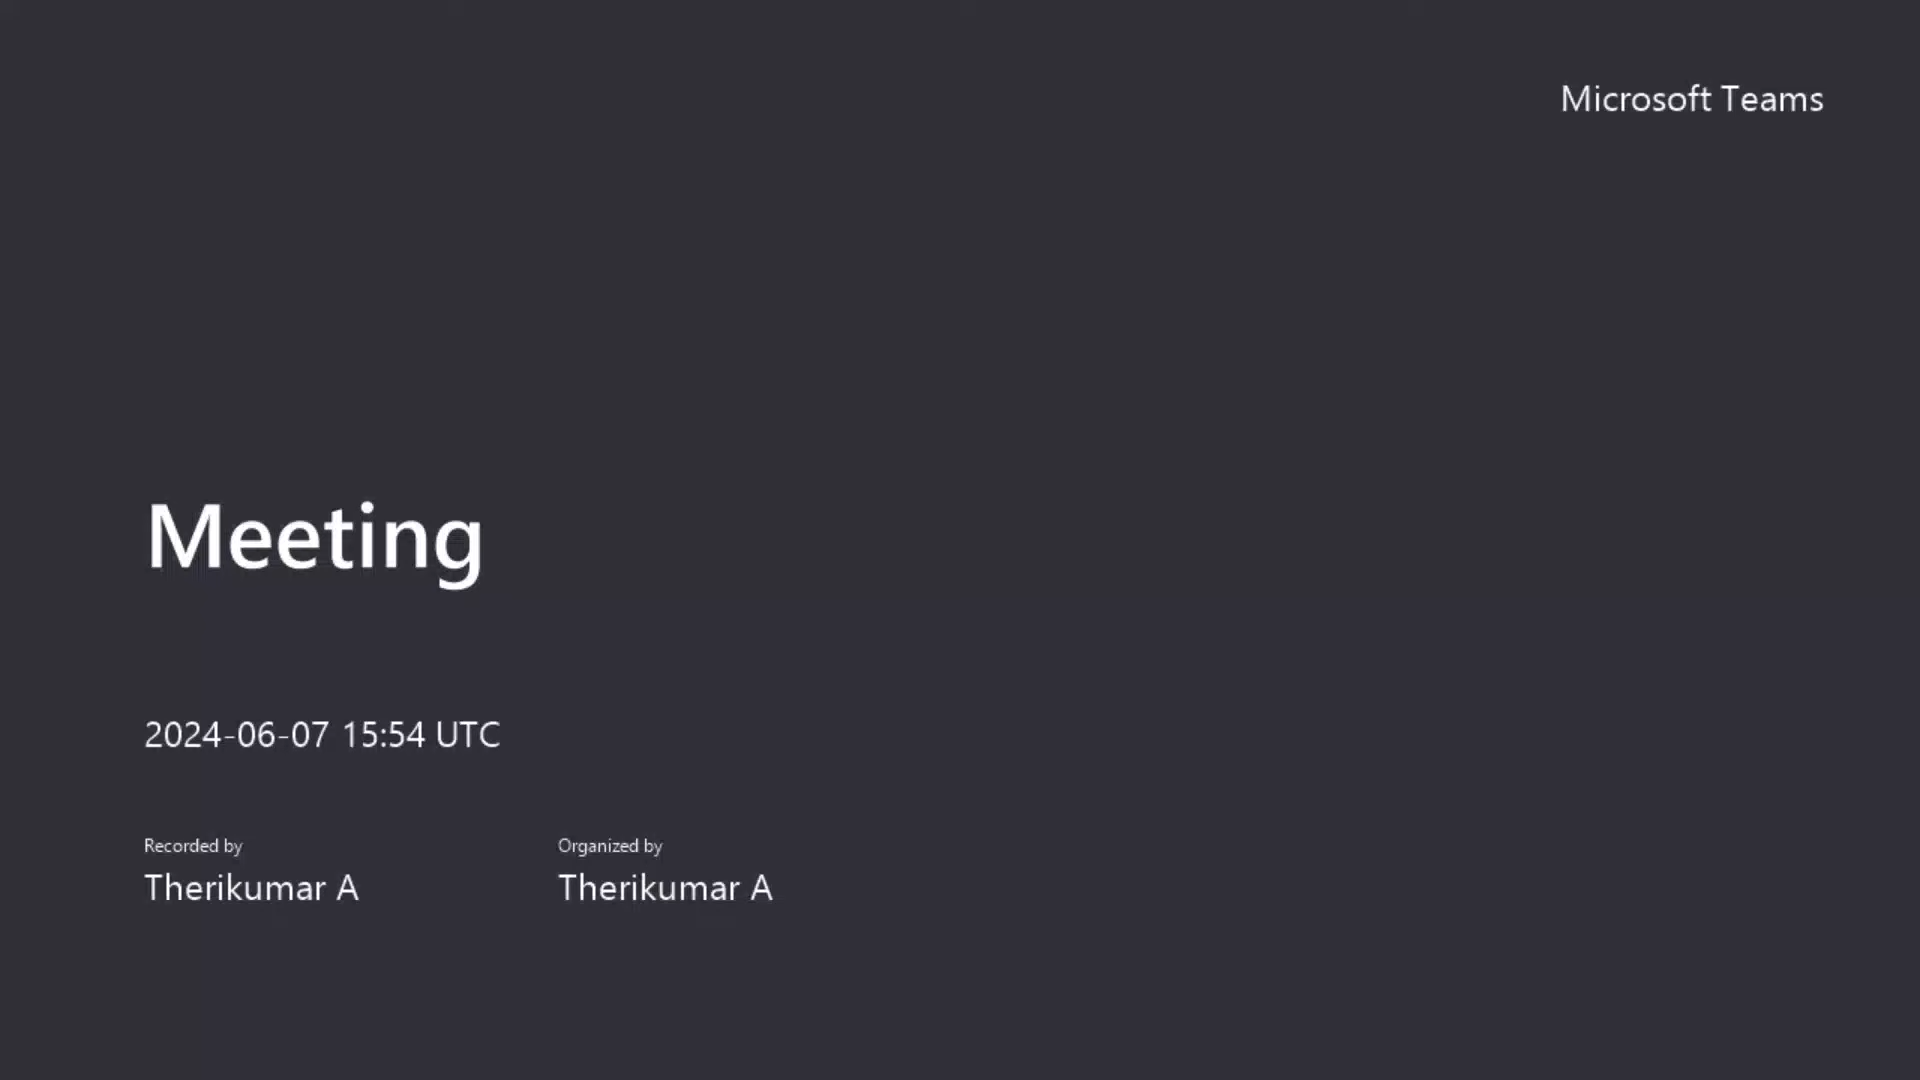 Microsoft Teams
Meeting
2024-06-07 15:54 UTC
Recorded by
Therikumar A
Organized by
Therikumar A